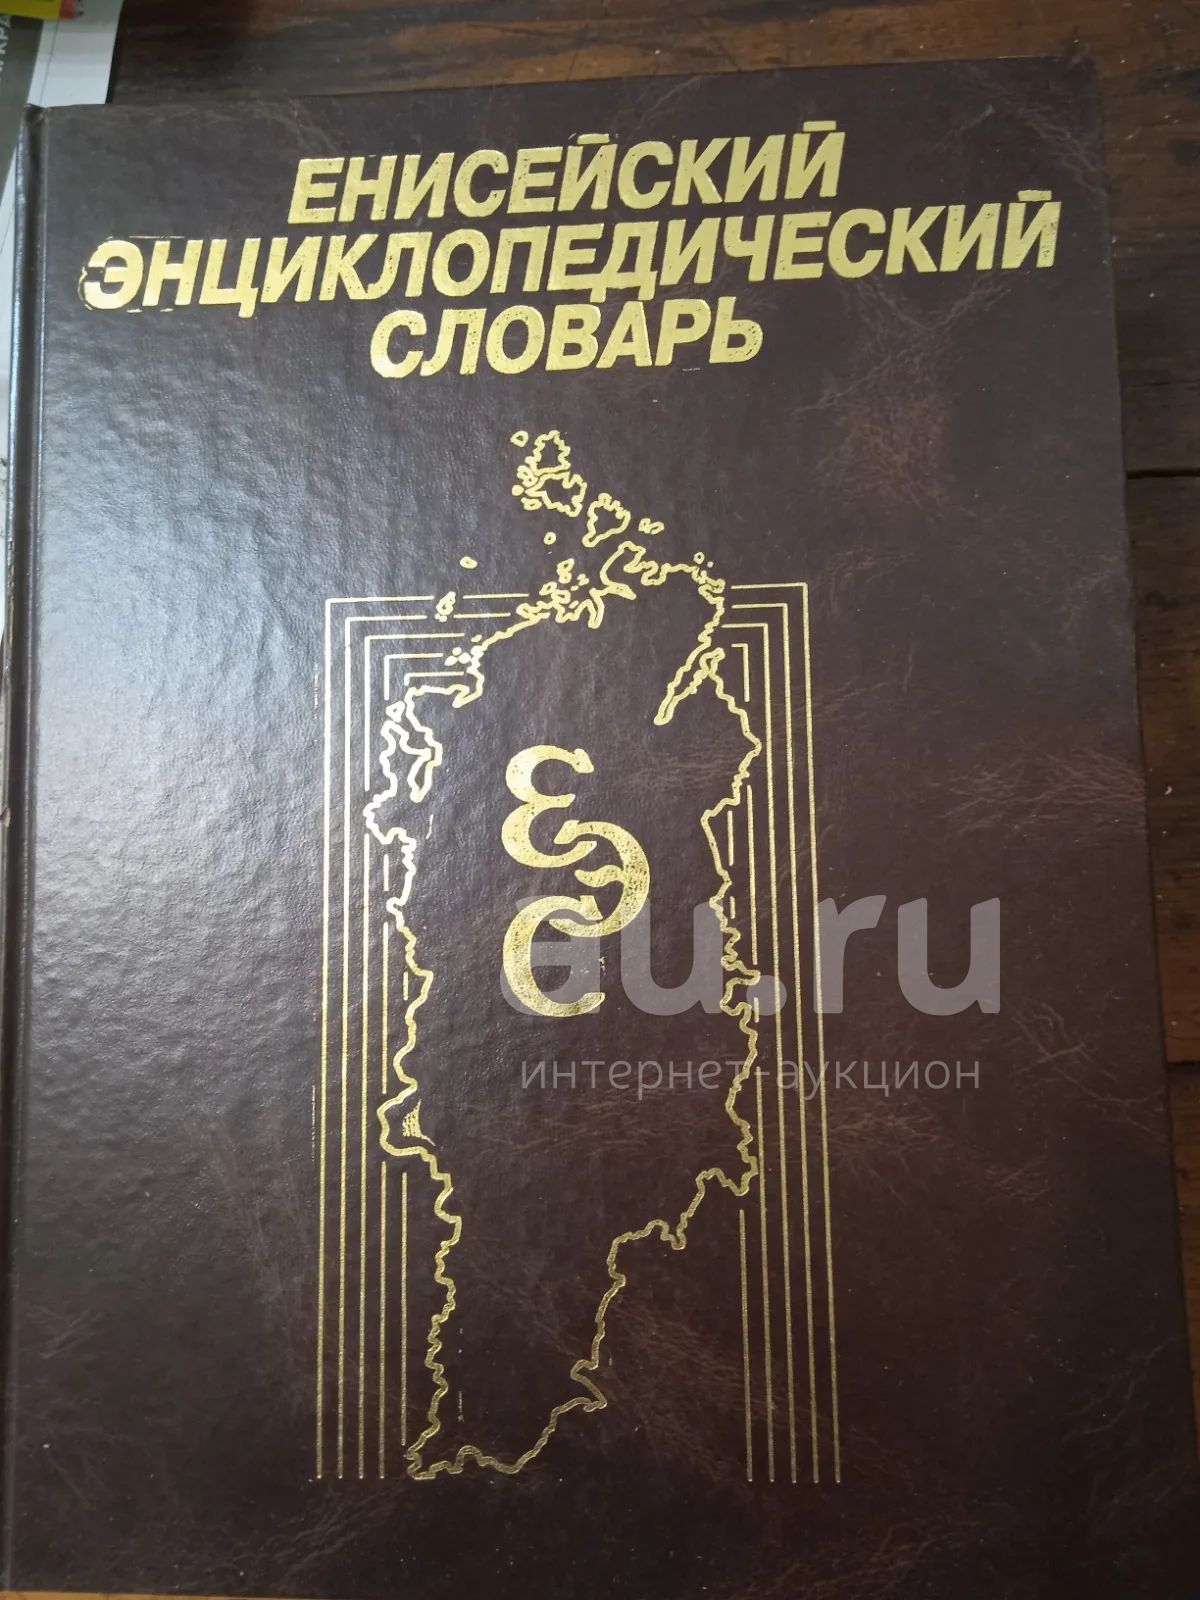 ЕНИСЕЙСКИЙ
ЭНЦИКЛОПЕДИЧЕСКИЙ
СЛОВАРЬ
ЕЭС
au.ru
интернет-аукцион